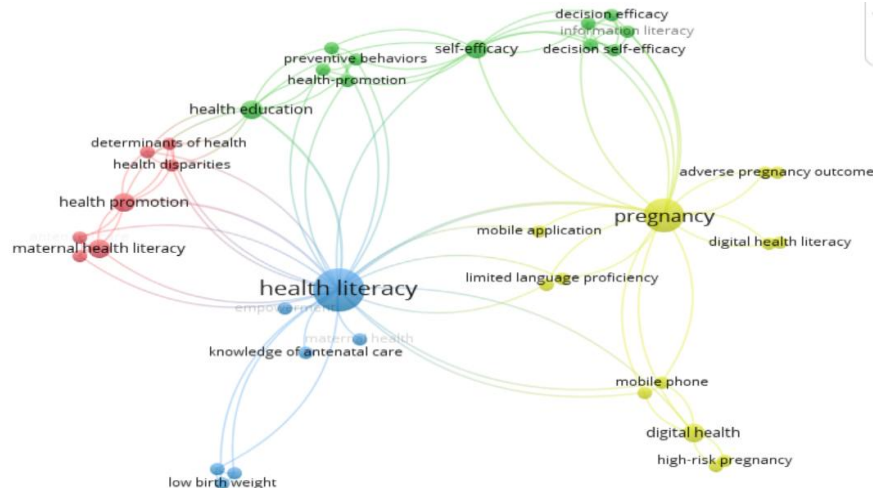 decision efficacy
information literacy
self-efficacy
decision self-efficacy
preventive behaviors
health-promotion
health education
determinants of health
health disparities
adverse pregnancy outcome
health promotion
pregnancy
mobile application
digital health literacy
maternal health literacy
limited language proficiency
health literacy
empowerment
maternal health
knowledge of antenatal care
mobile phone
digital health
high-risk pregnancy
low birth weight